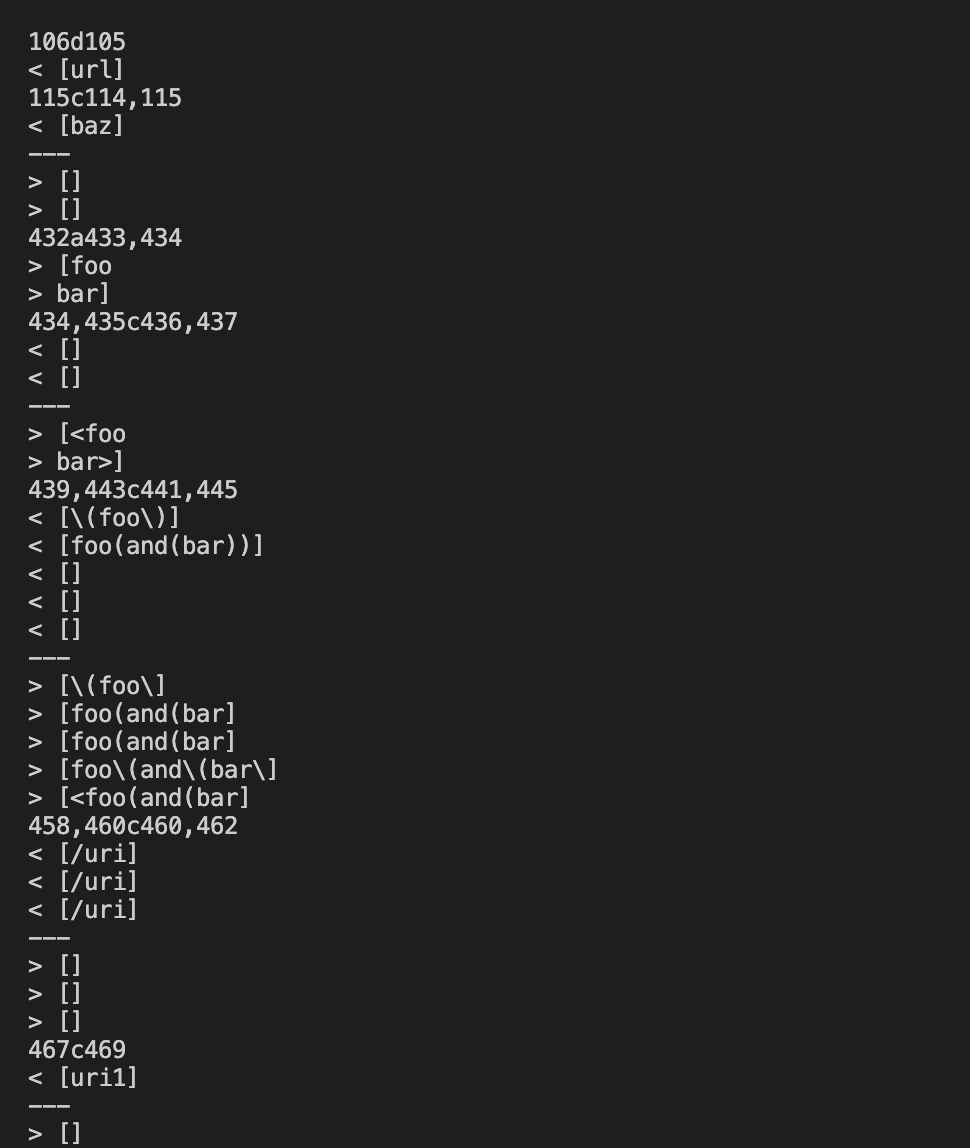 106d105
< [url]
115c114,115
< [baz]
---
> []
> []
432a433,434
> [foo
> bar]
434,435c436,437
< []
< []
---
> [<foo
> bar>]
439,443c441,445
< [\(foo\)]
< [foo(and(bar))]
< []
< []
< []
---
> [\(foo\]
> [foo(and(bar]
> [foo(and(bar]
> [foo\(and\(bar\]
> [<foo(and(bar]
458,460c460,462
< [/uri]
< [/uri]
< [/uri]
---
> []
> []
> []
467c469
< [uri1]
---
> []